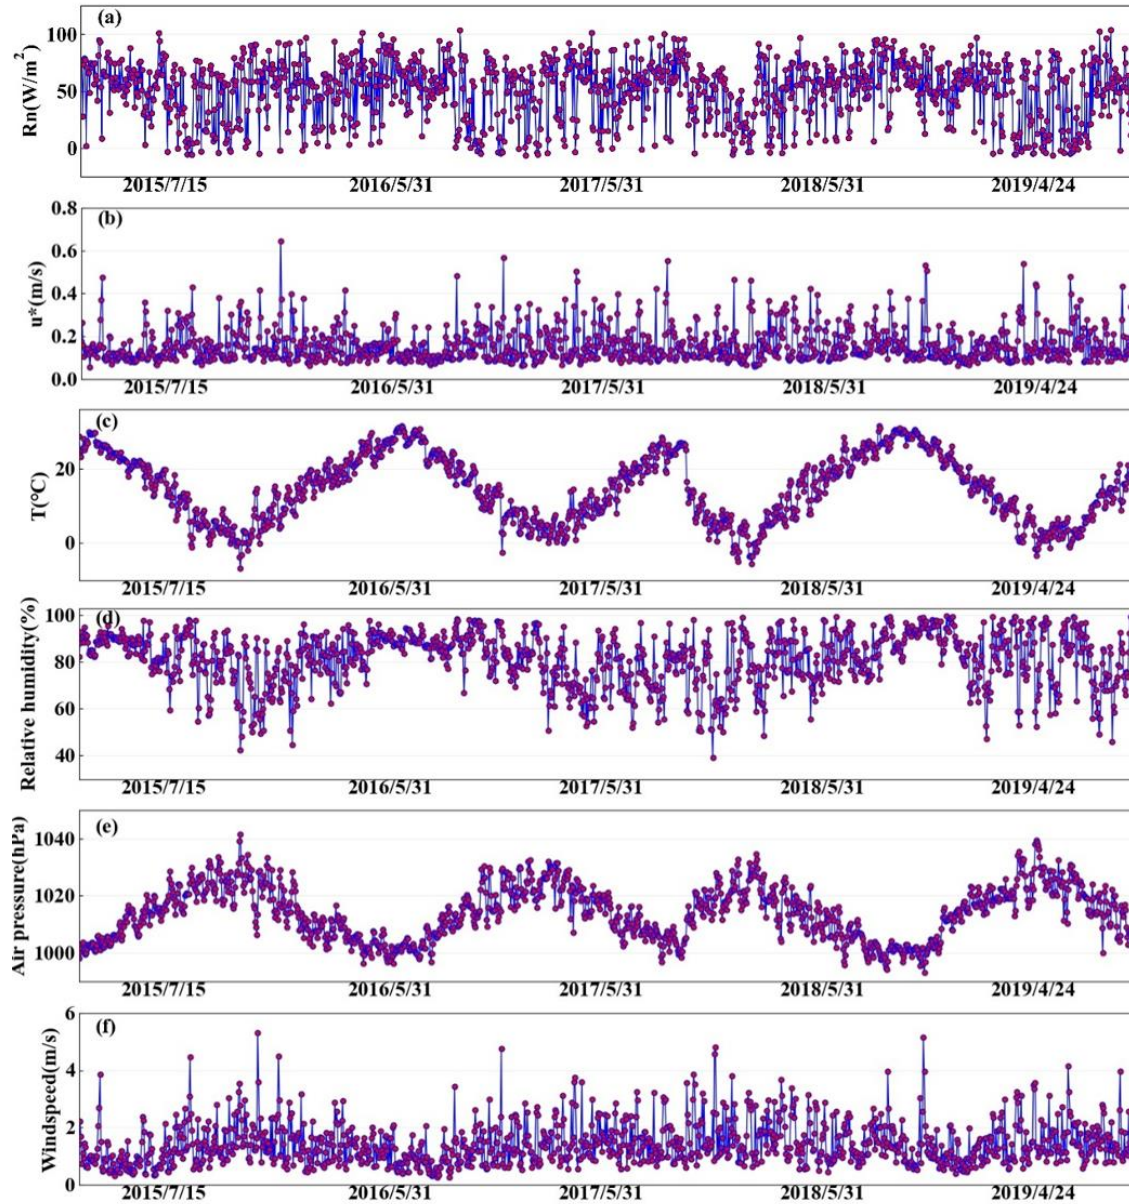 (a)
Rn(W/m²)
100
50
0
2015/7/15 2016/5/31 2017/5/31 2018/5/31 2019/4/24
(b)
u*(m/s)
0.8
0.6
0.4
0.2
0.0
2015/7/15 2016/5/31 2017/5/31 2018/5/31 2019/4/24
(c)
T(°C)
20
0
2015/7/15 2016/5/31 2017/5/31 2018/5/31 2019/4/24
(d)
Relative humidity(%)
100
80
60
40
2015/7/15 2016/5/31 2017/5/31 2018/5/31 2019/4/24
(e)
Air pressure(hPa)
1040
1020
1000
2015/7/15 2016/5/31 2017/5/31 2018/5/31 2019/4/24
(f)
Windspeed(m/s)
6
4
2
0
2015/7/15 2016/5/31 2017/5/31 2018/5/31 2019/4/24